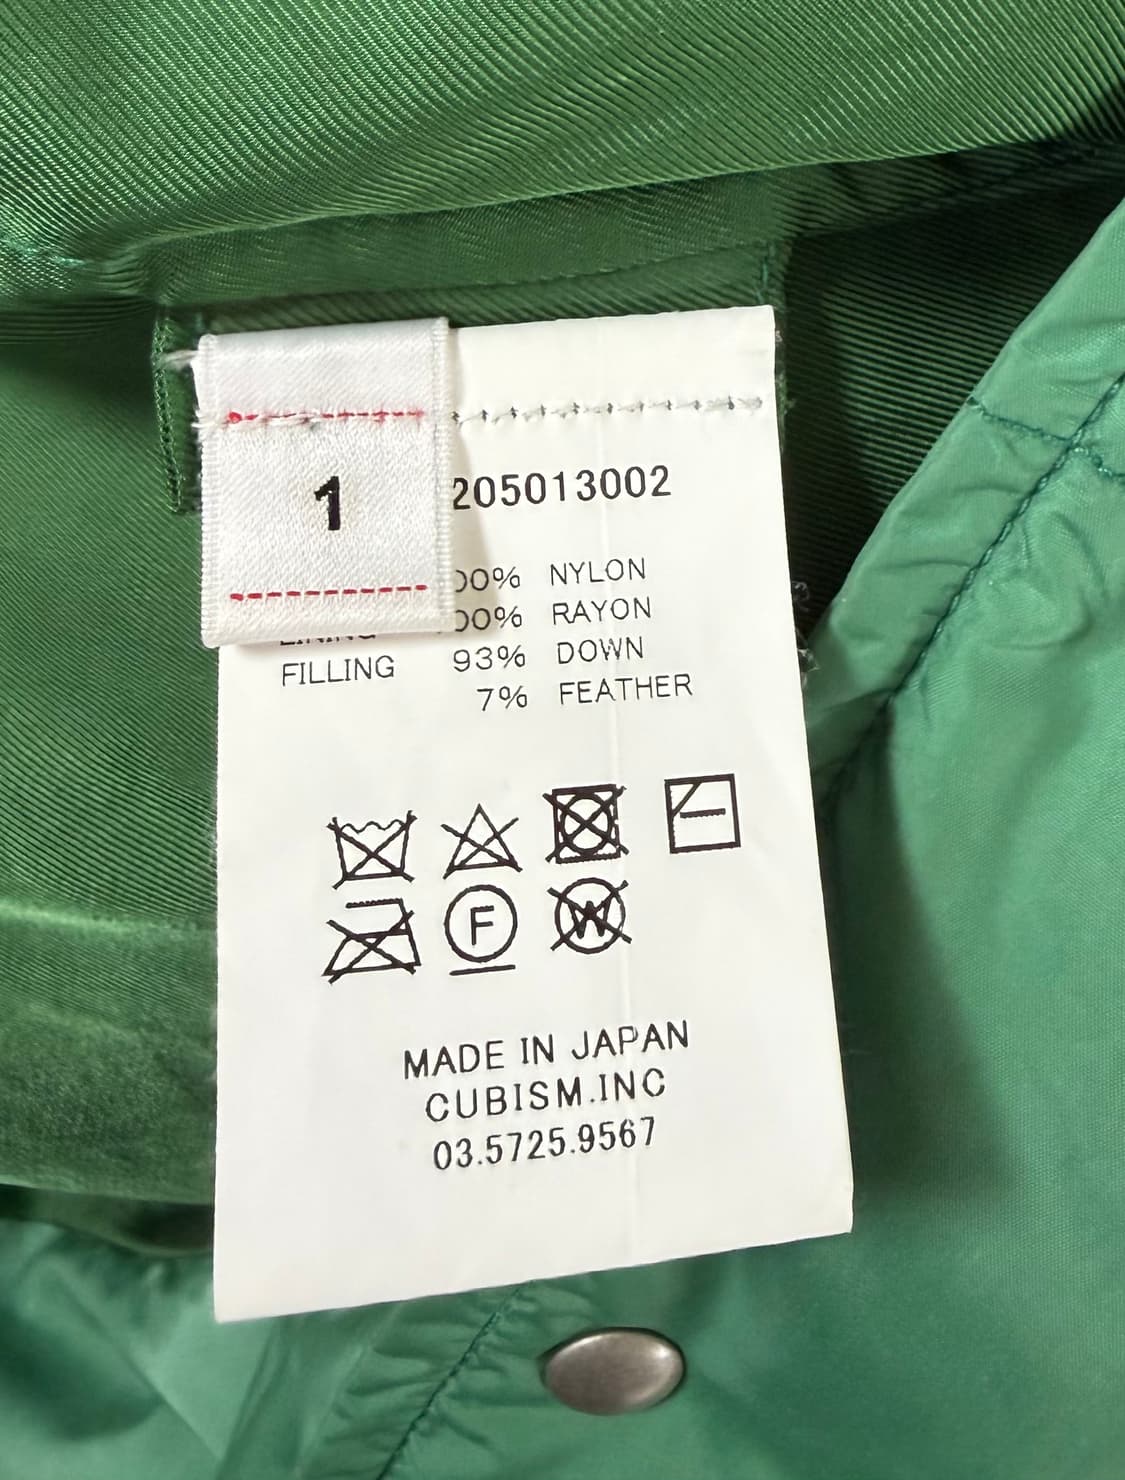 1
205013002
00% NYLON
00% RAYON
FILLING 93% DOWN
7% FEATHER
F
W
MADE IN JAPAN
CUBISM.INC
03.5725.9567